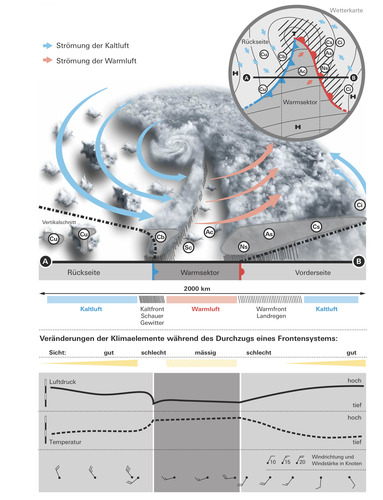 Wetterkarte
Strömung der Kaltluft
Strömung der Warmluft
Rückseite
Cu
Cb
Cu
Cs
Ci
As
Ns
Ac
Ci
H
A
B
H
Warmsektor
H
Vertikalschnitt
Cu
Cu
Cb
Sc
Ac
Ns
As
Cs
Ci
A
B
Rückseite
Warmsektor
Vorderseite
2000 km
Kaltluft
Kaltfront
Schauer
Gewitter
Warmluft
Warmfront
Landregen
Kaltluft
Veränderungen der Klimaelemente während des Durchzugs eines Frontensystems:
Sicht: gut schlecht mäßig schlecht gut
Luftdruck
hoch
tief
hoch
Temperatur
tief
10 15 20
Windrichtung und
Windstärke in Knoten